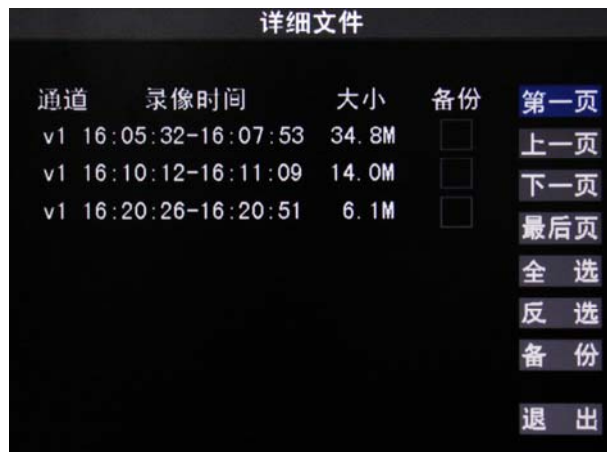 详细文件
通道 录像时间 大小 备份
v1 16:05:32-16:07:53 34.8M
v1 16:10:12-16:11:09 14.0M
v1 16:20:26-16:20:51 6.1M
第一页
上一页
下一页
最后页
全 选
反 选
备 份
退 出